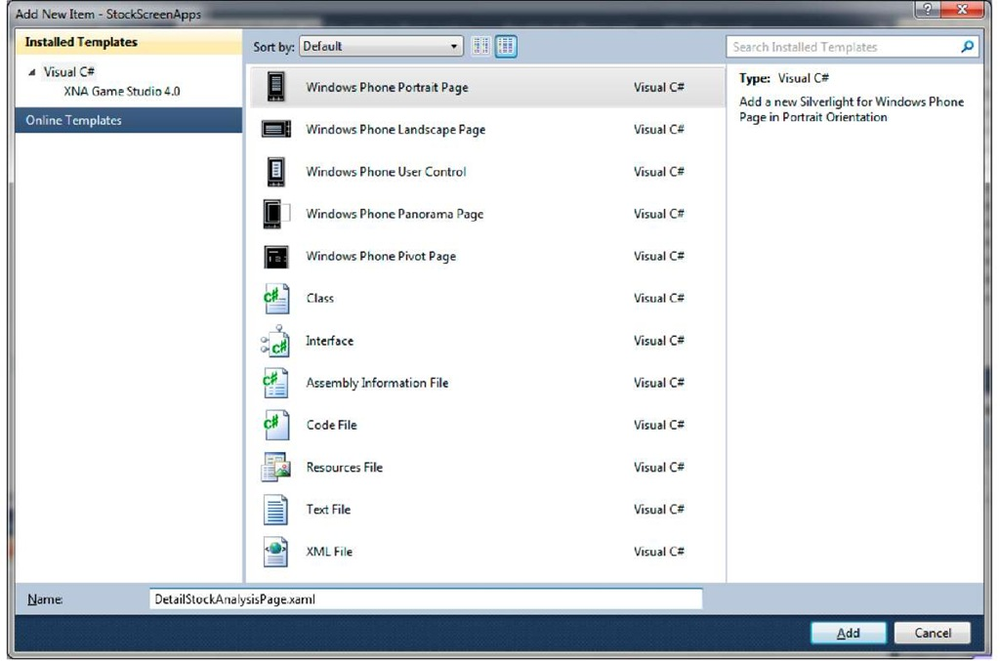 Add New Item - StockScreenApps
?
Installed Templates
Visual C#
XNA Game Studio 4.0
Online Templates
Sort by: Default
Search Installed Templates
Windows Phone Portrait Page Visual C#
Windows Phone Landscape Page Visual C#
Windows Phone User Control Visual C#
Windows Phone Panorama Page Visual C#
Windows Phone Pivot Page Visual C#
C# Class Visual C#
C# Interface Visual C#
C# Assembly Information File Visual C#
C# Code File Visual C#
Resources File Visual C#
Text File Visual C#
XML File Visual C#
Type: Visual C#
Add a new Silverlight for Windows Phone
Page in Portrait Orientation
Name: DetailStockAnalysisPage.xaml
Add Cancel